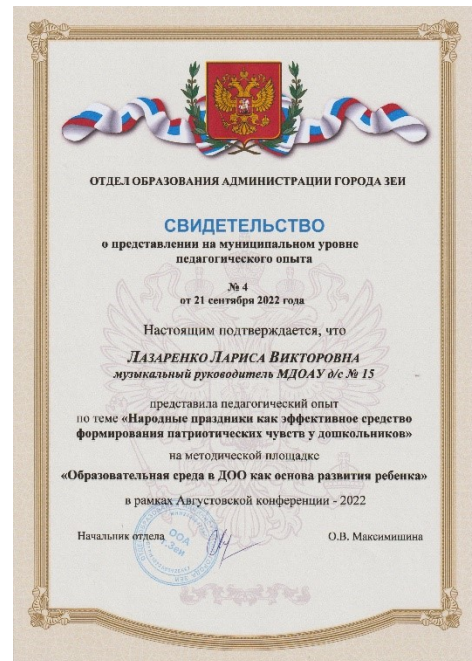 ОТДЕЛ ОБРАЗОВАНИЯ АДМИНИСТРАЦИИ ГОРОДА ЗЕИ
СВИДЕТЕЛЬСТВО
о представлении на муниципальном уровне
педагогического опыта
№ 4
от 21 сентября 2022 года
Настоящим подтверждается, что
ЛАЗАРЕНКО ЛАРИСА ВИКТОРОВНА
музыкальный руководитель МДОАУ д/с № 15
представила педагогический опыт
по теме «Народные праздники как эффективное средство
формирования патриотических чувств у дошкольников»
на методической площадке
«Образовательная среда в ДОО как основа развития ребенка»
в рамках Августовской конференции - 2022
Начальник отдела О.В. Максимишина
ООА
г.Зеи